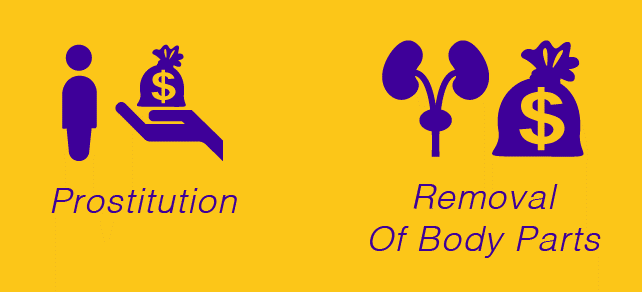 $
$
Prostitution
Removal
Of Body Parts